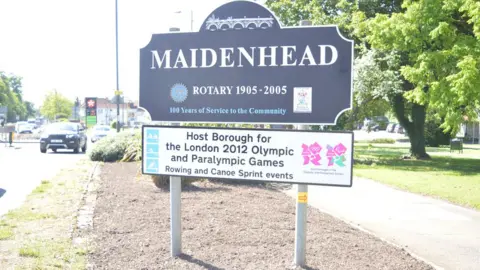 MAIDENHEAD
ROTARY 1905-2005
100 Years of Service to the Community
Host Borough for
the London 2012 Olympic
and Paralympic Games
Rowing and Canoe Sprint events